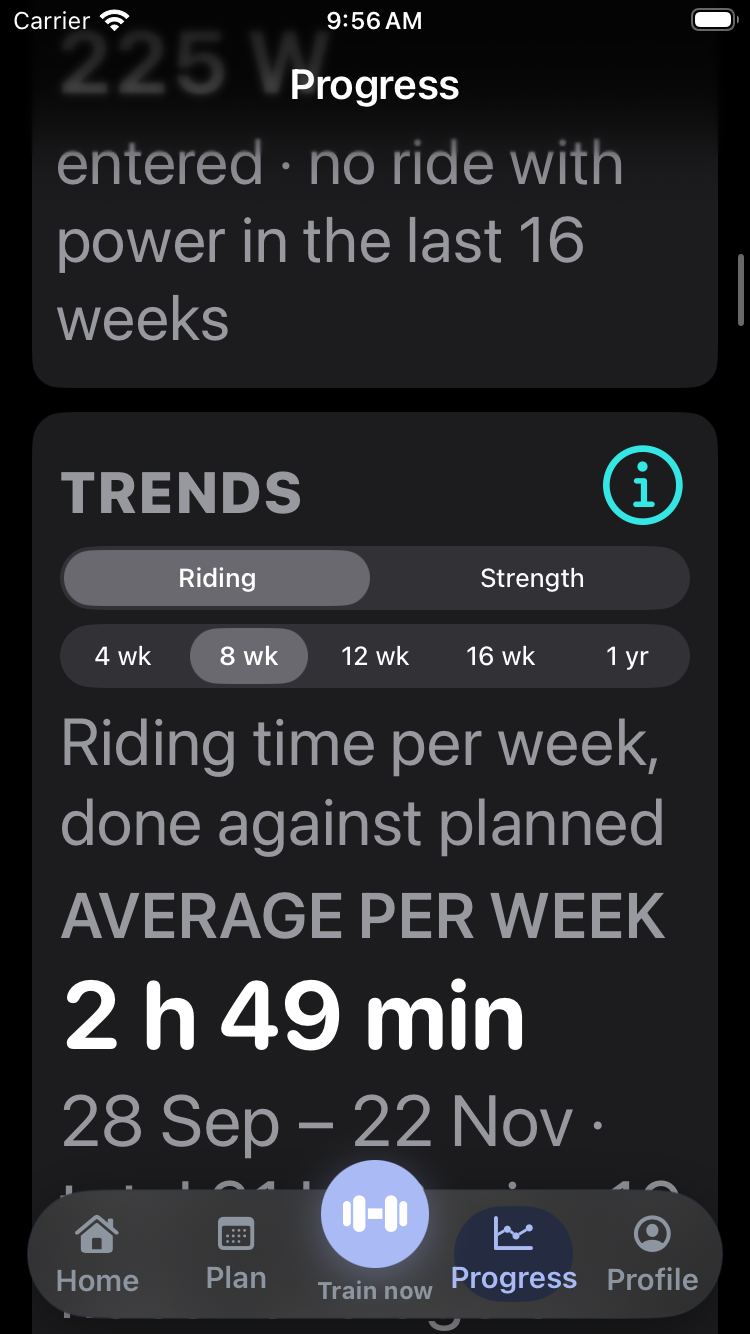 Carrier 9:56 AM
225 W
Progress
entered · no ride with
power in the last 16
weeks
TRENDS
Riding Strength
4 wk 8 wk 12 wk 16 wk 1 yr
Riding time per week,
done against planned
AVERAGE PER WEEK
2 h 49 min
28 Sep – 22 Nov ·
Home Plan Train now Progress Profile